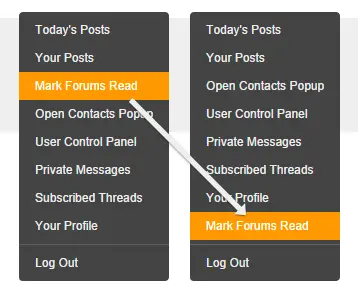 Today's Posts
Your Posts
Mark Forums Read
Open Contacts Popup
User Control Panel
Private Messages
Subscribed Threads
Your Profile
Log Out
Today's Posts
Your Posts
Open Contacts Popup
User Control Panel
Private Messages
Subscribed Threads
Your Profile
Mark Forums Read
Log Out